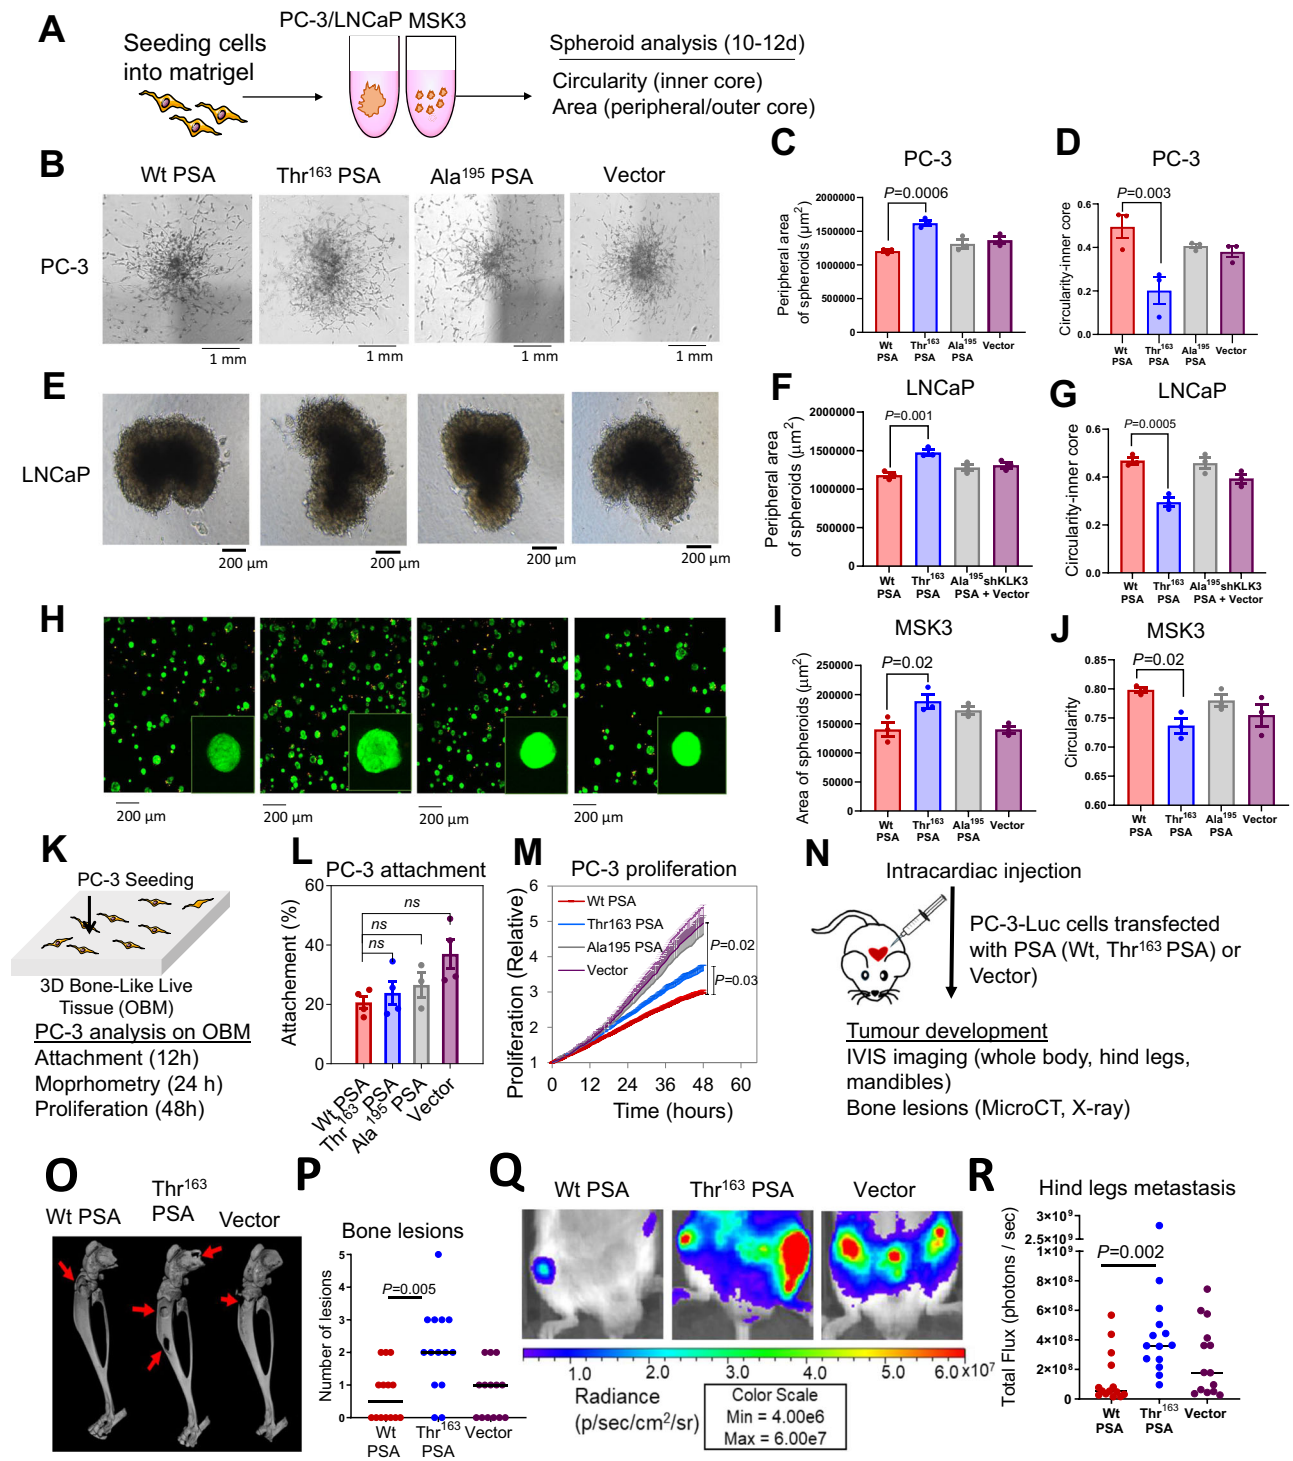 A
Seeding cells
into matrigel
PC-3/LNCaP MSK3
Spheroid analysis (10-12d)
Circularity (inner core)
Area (peripheral/outer core)
B
Wt PSA
Thr163 PSA
Ala195 PSA
Vector
PC-3
1 mm
1 mm
1 mm
1 mm
C
PC-3
P=0.0006
Peripheral area
of spheroids (µm2)
2000000
1500000
1000000
500000
0
Wt
PSA
Thr163
PSA
Ala195
PSA
Vector
D
PC-3
P=0.003
Circularity-inner core
0.6
0.4
0.2
0.0
Wt
PSA
Thr163
PSA
Ala195
PSA
Vector
E
LNCaP
200 µm
200 µm
200 µm
200 µm
F
LNCaP
P=0.001
Peripheral area
of spheroids (µm2)
2000000
1500000
1000000
500000
0
Wt
PSA
Thr163
PSA
Ala195
PSA
shKLK3
+ Vector
G
LNCaP
P=0.0005
Circularity-inner core
0.6
0.4
0.2
0.0
Wt
PSA
Thr163
PSA
Ala195
PSA
shKLK3
+ Vector
H
200 µm
200 µm
200 µm
200 µm
I
MSK3
P=0.02
Area of spheroids (µm2)
250000
200000
150000
100000
50000
0
Wt
PSA
Thr163
PSA
Ala195
PSA
Vector
J
MSK3
P=0.02
Circularity
0.85
0.80
0.75
0.70
0.65
0.60
Wt
PSA
Thr163
PSA
Ala195
PSA
Vector
K
PC-3 Seeding
3D Bone-Like Live
Tissue (OBM)
PC-3 analysis on OBM
Attachment (12h)
Moprhometry (24 h)
Proliferation (48h)
L
PC-3 attachment
Attachement (%)
60
40
20
0
ns
ns
ns
Wt PSA
Thr163 PSA
Ala 195 PSA
Vector
M
PC-3 proliferation
Proliferation (Relative)
6
5
4
3
2
1
Wt PSA
Thr163 PSA
Ala195 PSA
Vector
P=0.02
P=0.03
0
12
24
36
48
60
Time (hours)
N
Intracardiac injection
PC-3-Luc cells transfected
with PSA (Wt, Thr163 PSA) or
Vector)
Tumour development
IVIS imaging (whole body, hind legs,
mandibles)
Bone lesions (MicroCT, X-ray)
O
Wt PSA
Thr163
PSA
Vector
P
Bone lesions
P=0.005
Number of lesions
5
4
3
2
1
0
Wt
PSA
Thr163
PSA
Vector
Q
Wt PSA
Thr163 PSA
Vector
1.0
2.0
3.0
4.0
5.0
6.0
x107
Radiance
(p/sec/cm2/sr)
Color Scale
Min = 4.00e6
Max = 6.00e7
R
Hind legs metastasis
P=0.002
Total Flux (photons / sec)
3×109
2.5×109
1×109
8×108
6×108
4×108
2×108
0
Wt
PSA
Thr163
PSA
Vector